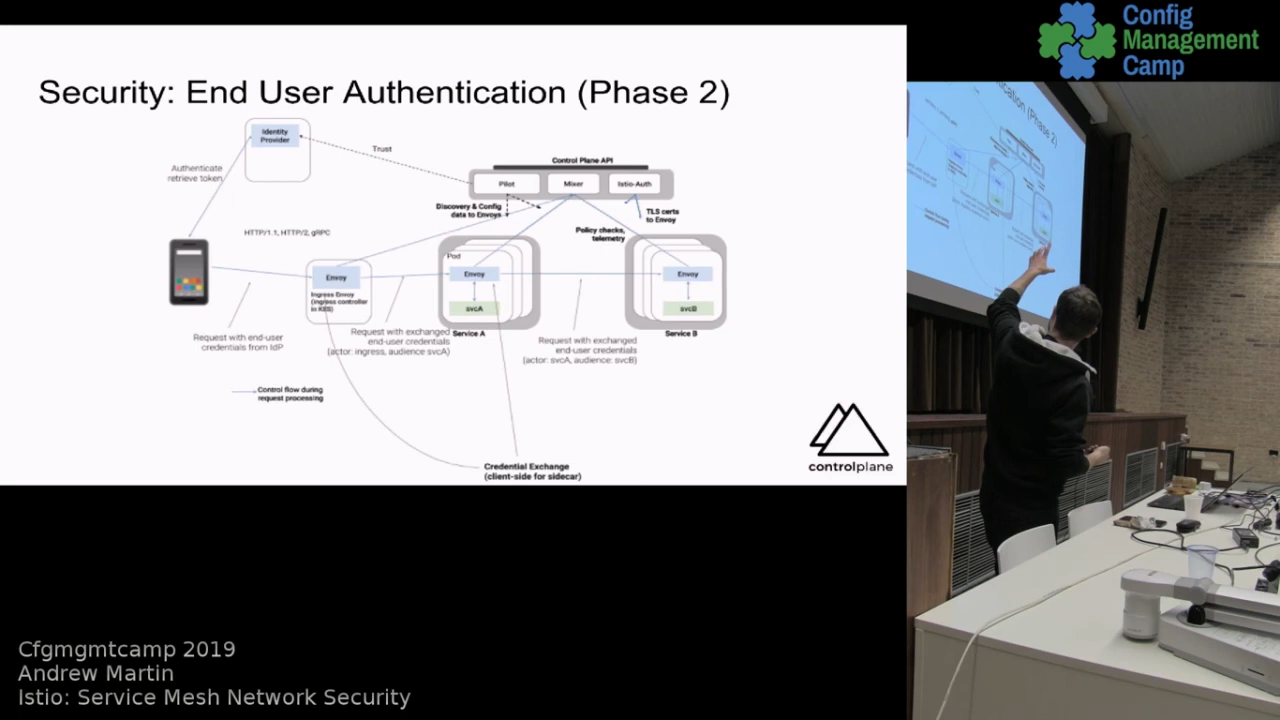 Config
Management
Camp
Security: End User Authentication (Phase 2)
Identity
Provider
Trust
Authenticate
retrieve token
Control Plane API
Pilot
Mixer
Istio-Auth
Discovery & Config
data to Envoys
TLS certs
to Envoy
Policy checks,
telemetry
HTTP/1.1, HTTP/2, gRPC
Pod
Envoy
Envoy
Envoy
Ingress Envoy
(ingress controller
in K8S)
svcA
svcB
Service A
Service B
Request with end-user
credentials from IdP
Request with exchanged
end-user credentials
(actor: ingress, audience svcA)
Request with exchanged
end-user credentials
(actor: svcA, audience: svcB)
Control flow during
request processing
Credential Exchange
(client-side for sidecar)
controlplane
Cfgmgmtcamp 2019
Andrew Martin
Istio: Service Mesh Network Security